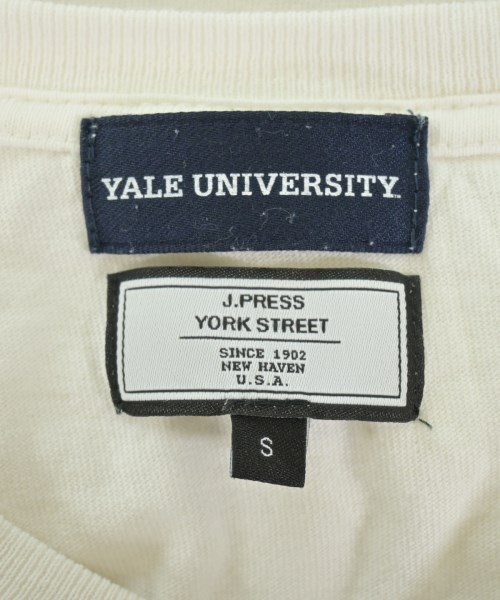 YALE UNIVERSITY
J.PRESS
YORK STREET
SINCE 1902
NEW HAVEN
U.S.A.
S